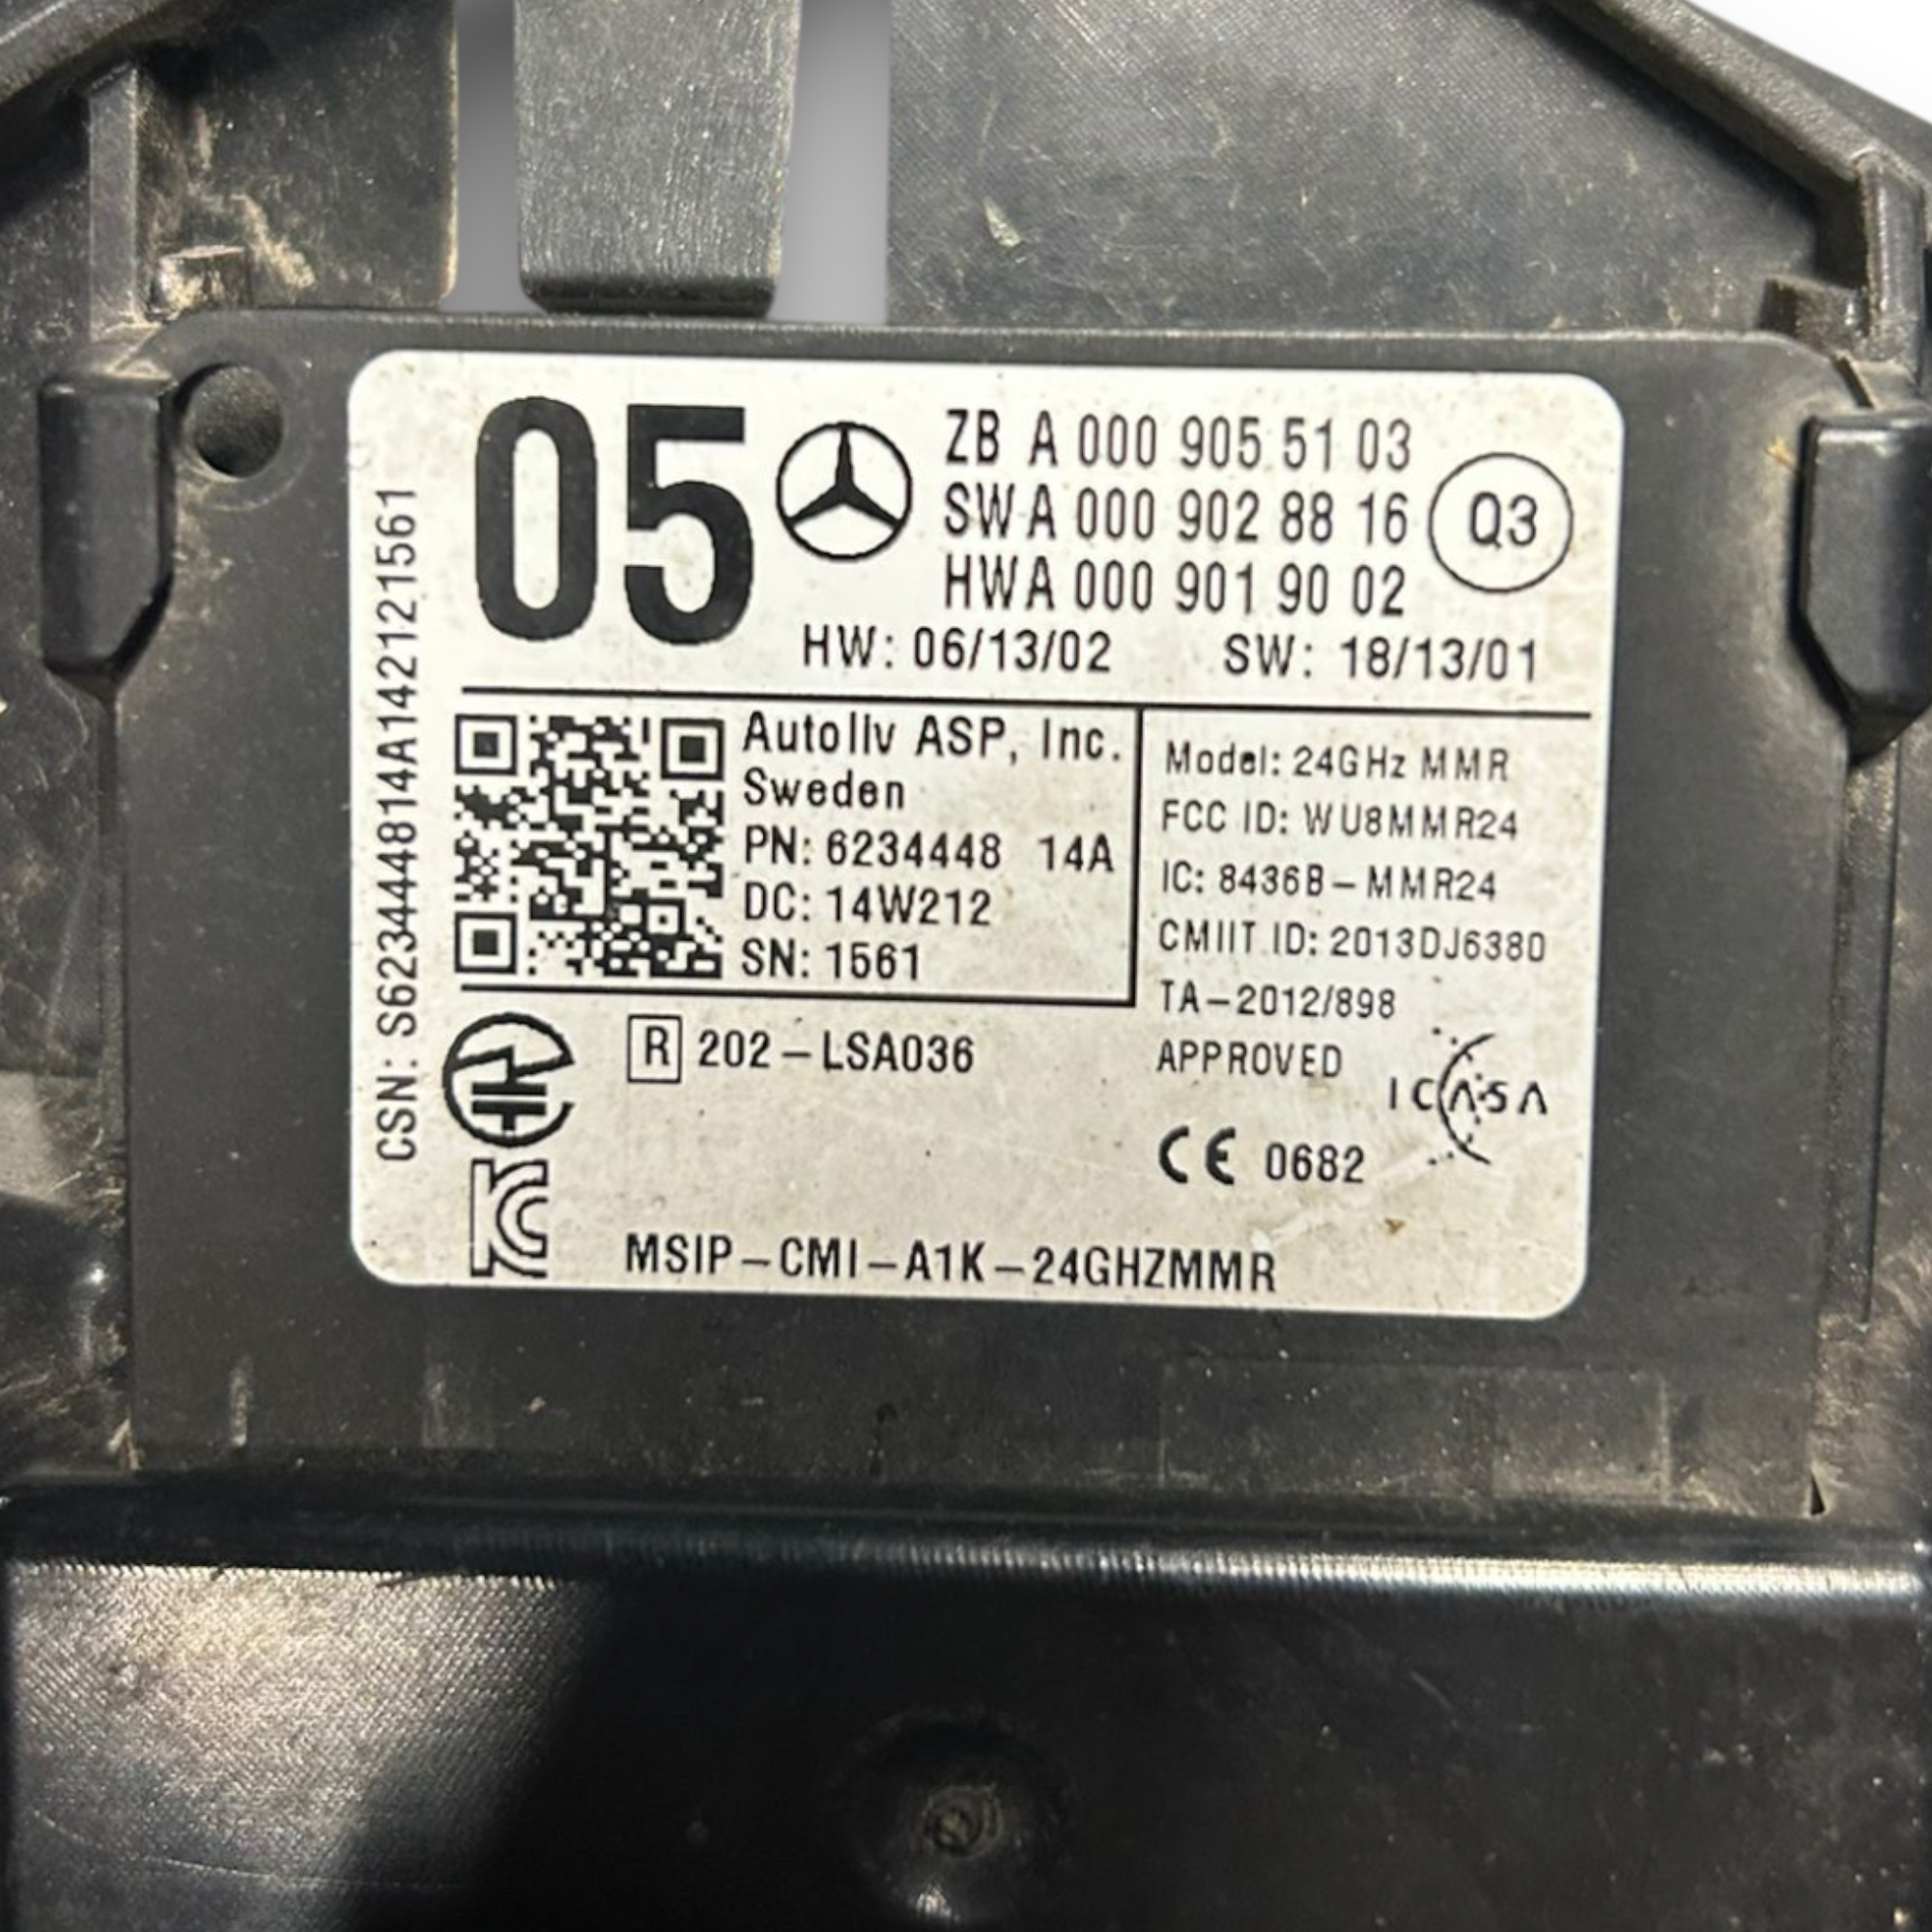 05
ZB A 000 905 51 03
SW A 000 902 88 16
HW A 000 901 90 02
Q3
HW: 06/13/02 SW: 18/13/01
CSN: S623444814A142121561
Autoliv ASP, Inc.
Sweden
PN: 6234448 14A
DC: 14W212
SN: 1561
Model: 24GHz MMR
FCC ID: WU8MMR24
IC: 8436B-MMR24
CMIIT ID: 2013DJ6380
TA-2012/898
APPROVED
ICASA
R 202-LSA036
CE 0682
MSIP-CMI-A1K-24GHZMMR